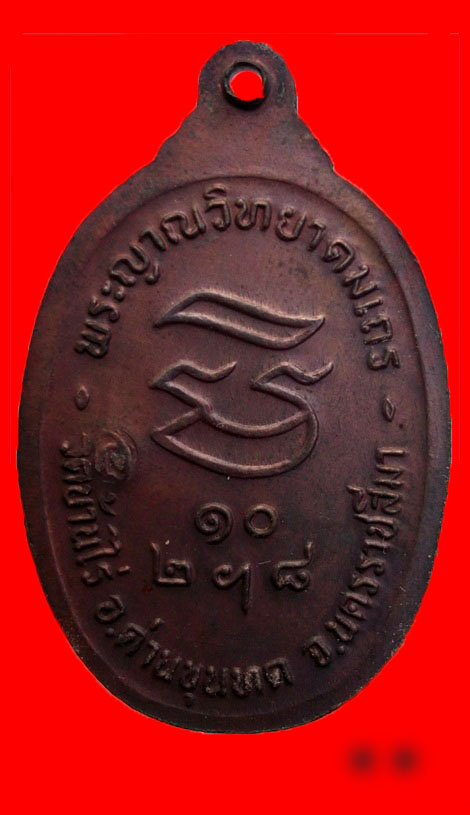 พระญาณวิทยาคมเถร
๑๐
๒ ๆ ๘
วัดบ้านไร่ อ.ด่านขุนทด จ.นครราชสีมา